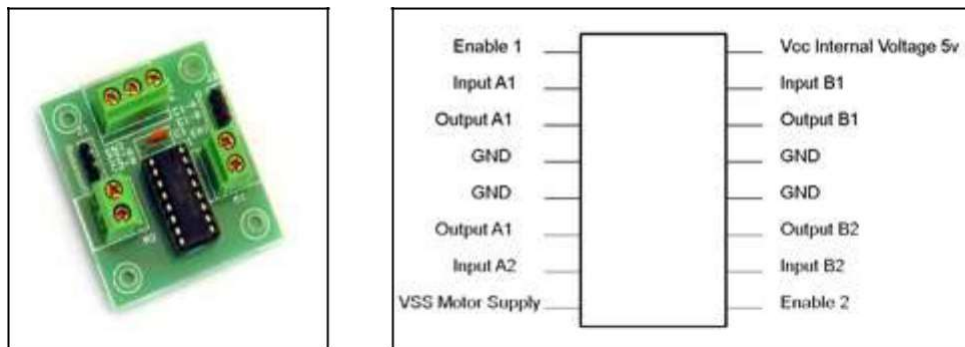 Enable 1
Input A1
Output A1
GND
GND
Output A1
Input A2
VSS Motor Supply
Vcc Internal Voltage 5v
Input B1
Output B1
GND
GND
Output B2
Input B2
Enable 2